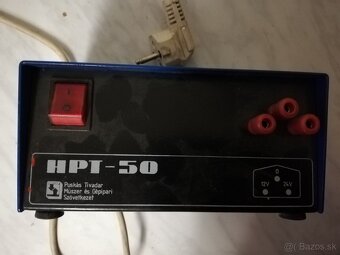 HPT-50
Puskás Tivadar
Műszer és Gépipari
Szövetkezet
0
12V
24V
Bazos.sk